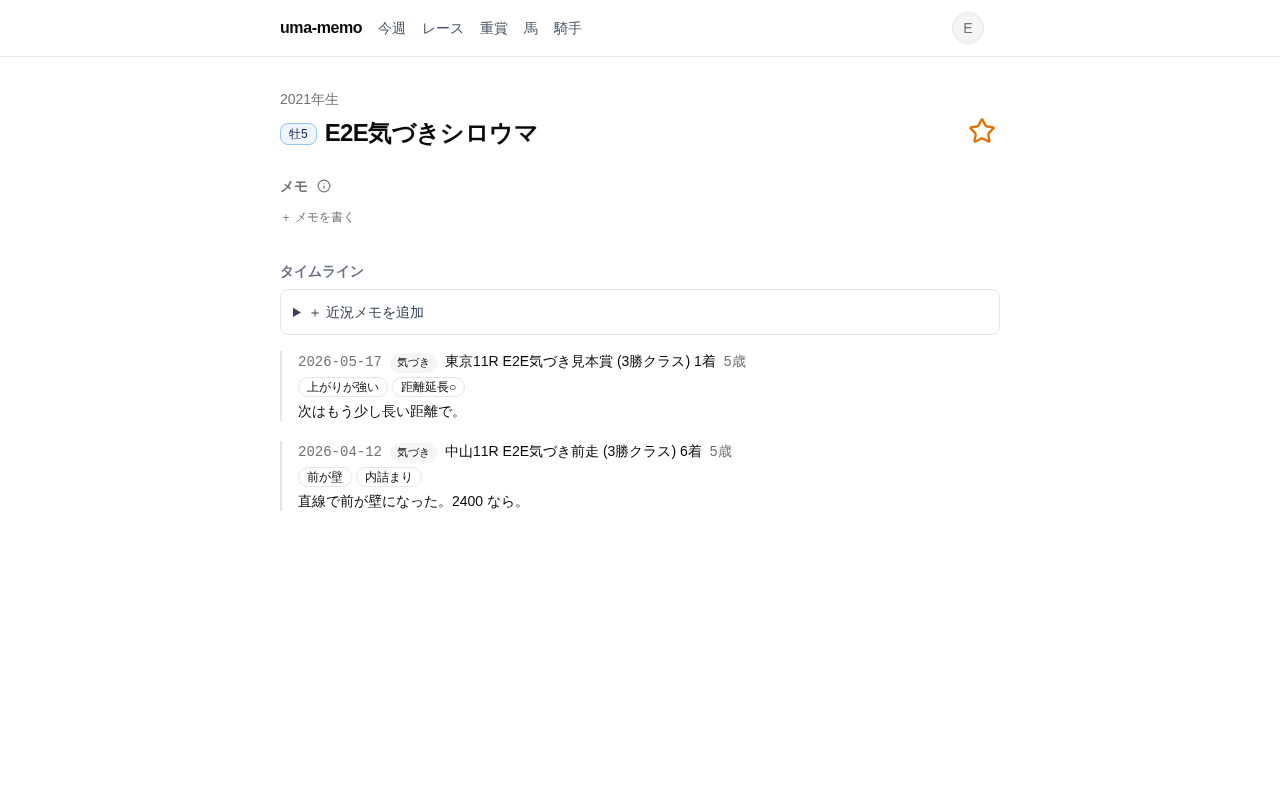 uma-memo 今週 レース 重賞 馬 騎手 E
2021年生
牡5 E2E気づきシロウマ
メモ
＋ メモを書く
タイムライン
＋ 近況メモを追加
2026-05-17 気づき 東京11R E2E気づき見本賞 (3勝クラス) 1着 5歳
上がりが強い 距離延長○
次はもう少し長い距離で。
2026-04-12 気づき 中山11R E2E気づき前走 (3勝クラス) 6着 5歳
前が壁 内詰まり
直線で前が壁になった。2400 なら。